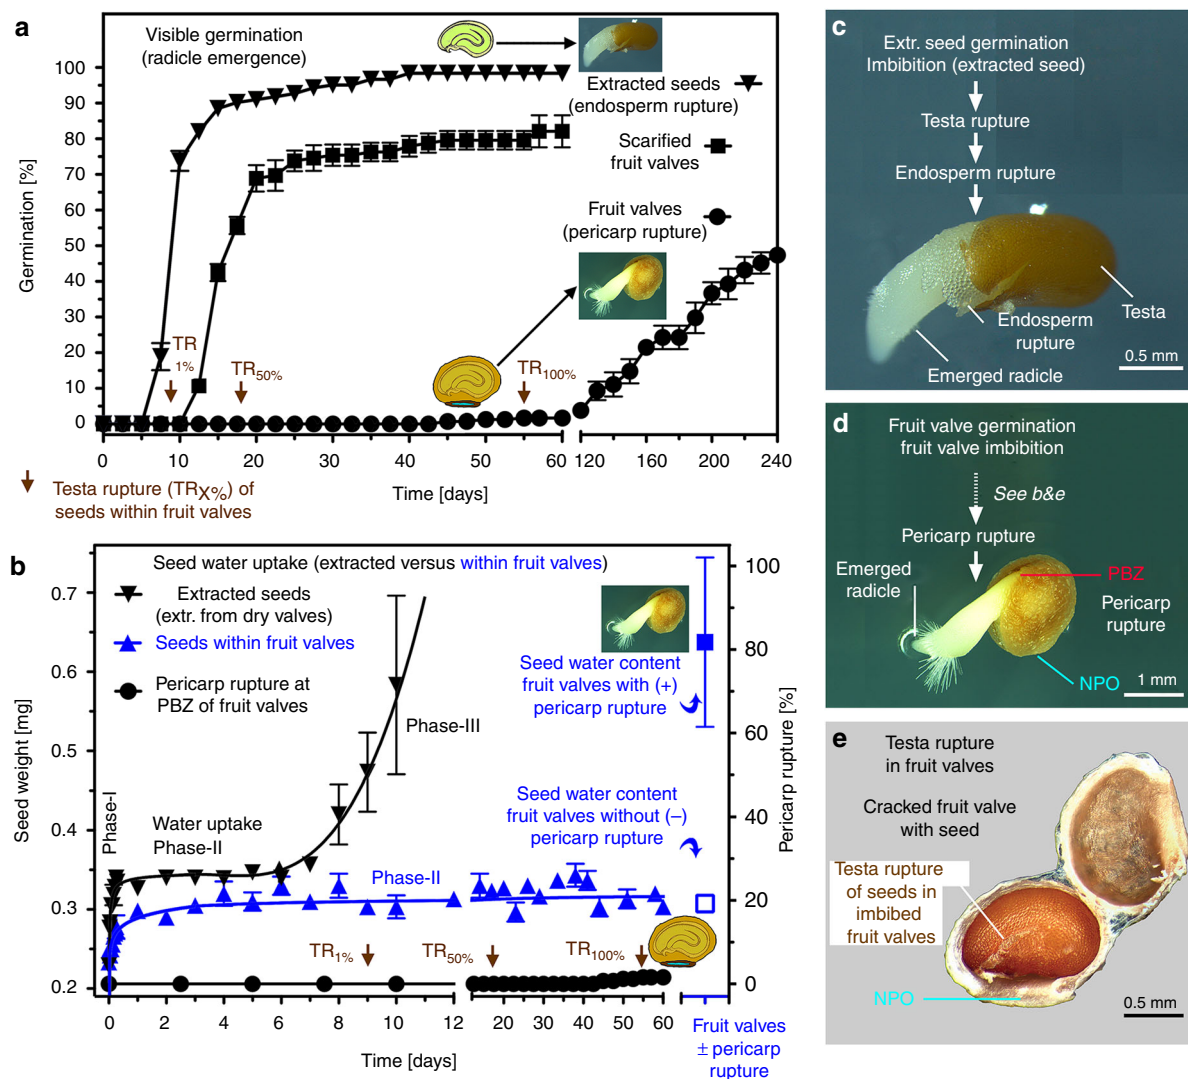 a
Visible germination
(radicle emergence)
Extracted seeds
(endosperm rupture)
Scarified
fruit valves
Fruit valves
(pericarp rupture)
TR
1%
TR50%
TR100%
Germination [%]
100
90
80
70
60
50
40
30
20
10
0
0 10 20 30 40 50 60 120 160 200 240
Time [days]
Testa rupture (TRX%) of
seeds within fruit valves
b
Seed water uptake (extracted versus within fruit valves)
Extracted seeds
(extr. from dry valves)
Seeds within fruit valves
Pericarp rupture at
PBZ of fruit valves
Phase-I
Water uptake
Phase-II
Phase-III
Phase-II
Seed water content
fruit valves with (+)
pericarp rupture
Seed water content
fruit valves without (–)
pericarp rupture
TR1%
TR50%
TR100%
Seed weight [mg]
0.7
0.6
0.5
0.4
0.3
0.2
Pericarp rupture [%]
100
80
60
40
20
0
0 2 4 6 8 10 12 20 30 40 50 60
Time [days]
Fruit valves
± pericarp
rupture
c
Extr. seed germination
Imbibition (extracted seed)
Testa rupture
Endosperm rupture
Testa
Endosperm
rupture
Emerged radicle
0.5 mm
d
Fruit valve germination
fruit valve imbibition
See b&e
Pericarp rupture
Emerged
radicle
PBZ
Pericarp
rupture
NPO
1 mm
e
Testa rupture
in fruit valves
Cracked fruit valve
with seed
Testa rupture
of seeds in
imbibed
fruit valves
NPO
0.5 mm